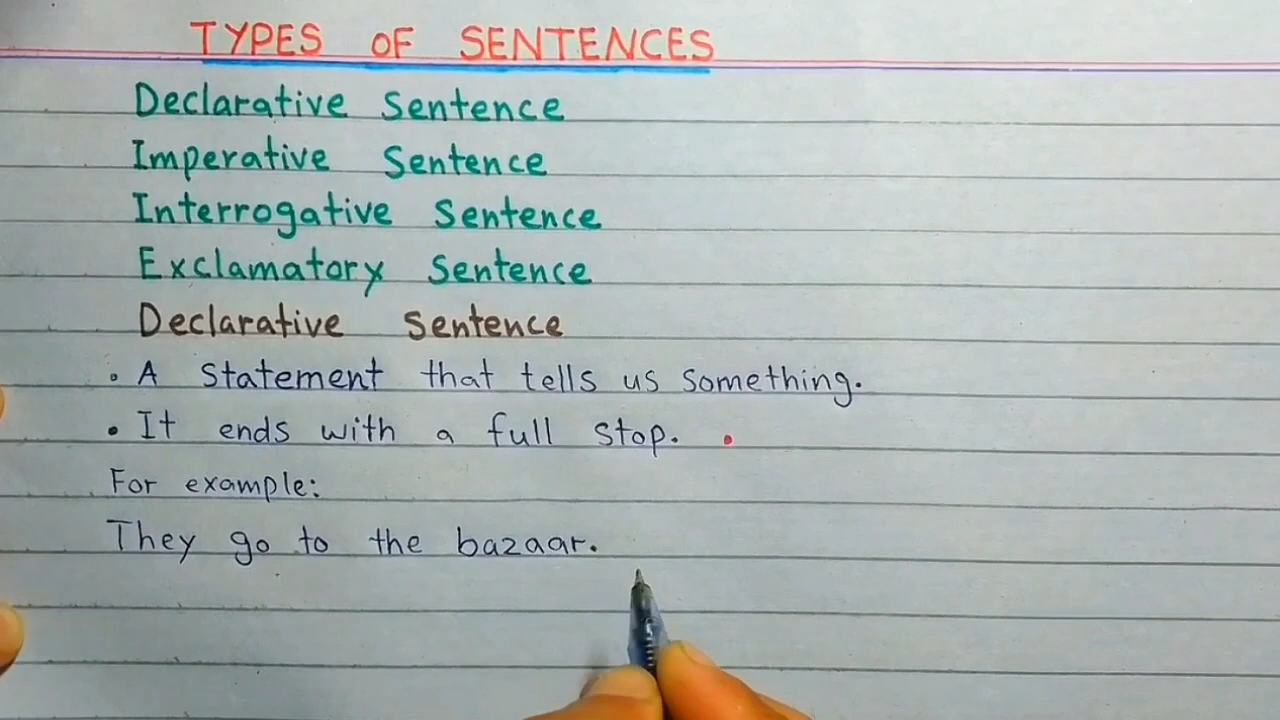 TYPES OF SENTENCES
Declarative Sentence
Imperative Sentence
Interrogative Sentence
Exclamatory Sentence
Declarative Sentence
• A Statement that tells us something.
• It ends with a full stop. .
For example:
They go to the bazaar.